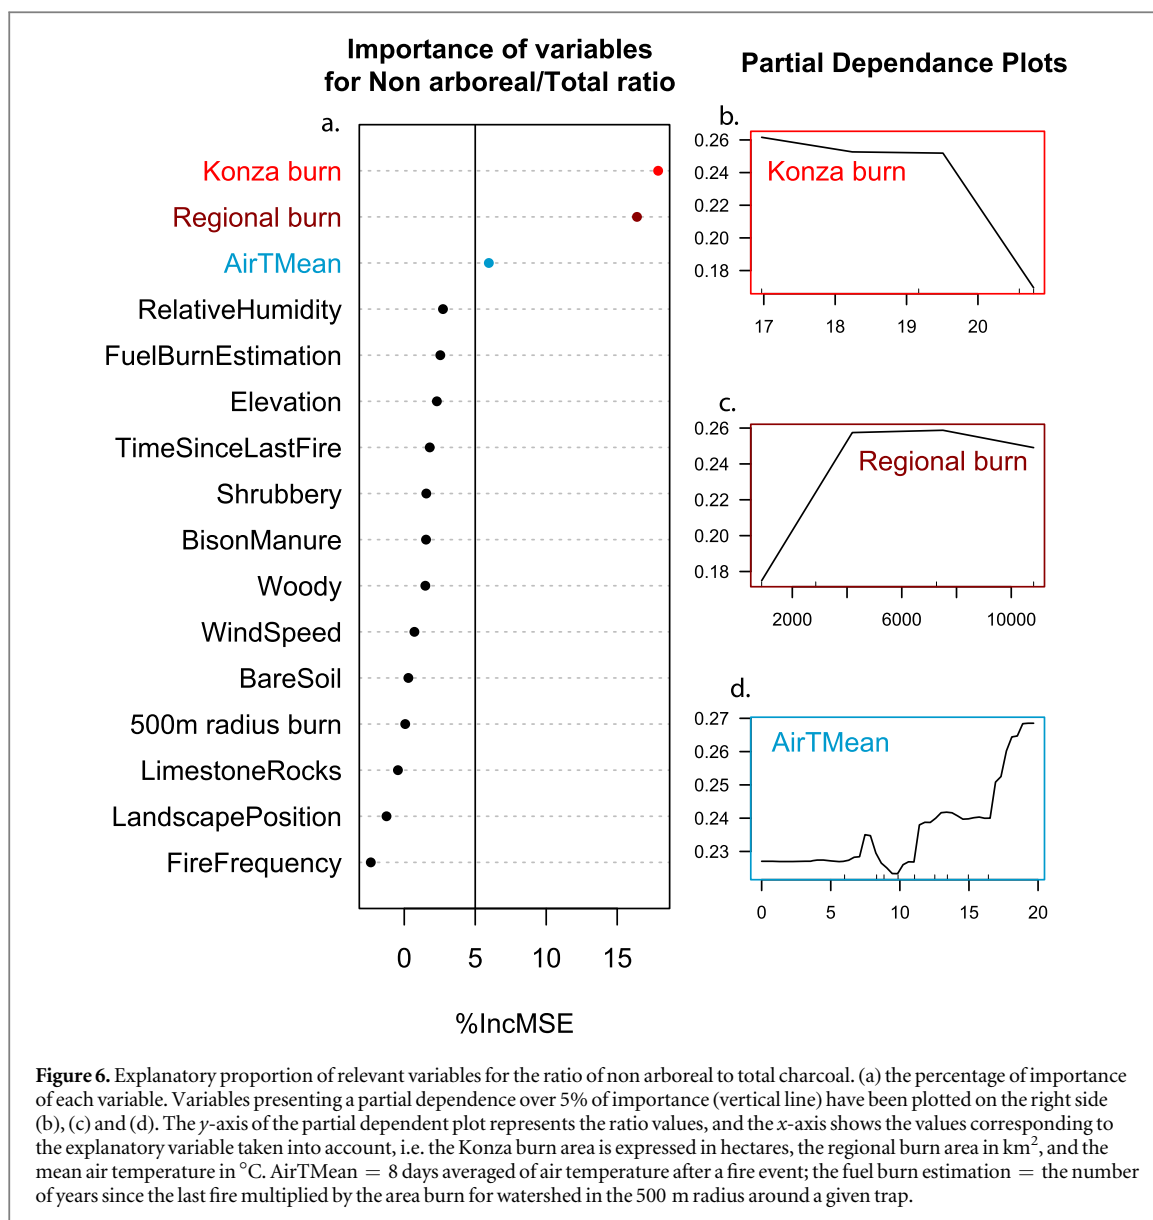 Importance of variables
for Non arboreal/Total ratio
Partial Dependance Plots
a.
Konza burn
Regional burn
AirTMean
RelativeHumidity
FuelBurnEstimation
Elevation
TimeSinceLastFire
Shrubbery
BisonManure
Woody
WindSpeed
BareSoil
500m radius burn
LimestoneRocks
LandscapePosition
FireFrequency
0 5 10 15
%IncMSE
b.
Konza burn
0.26
0.24
0.22
0.20
0.18
17 18 19 20
c.
Regional burn
0.26
0.24
0.22
0.20
0.18
2000 6000 10000
d.
AirTMean
0.27
0.26
0.25
0.24
0.23
0 5 10 15 20
Figure 6. Explanatory proportion of relevant variables for the ratio of non arboreal to total charcoal. (a) the percentage of importance
of each variable. Variables presenting a partial dependence over 5% of importance (vertical line) have been plotted on the right side
(b), (c) and (d). The y-axis of the partial dependent plot represents the ratio values, and the x-axis shows the values corresponding to
the explanatory variable taken into account, i.e. the Konza burn area is expressed in hectares, the regional burn area in km², and the
mean air temperature in °C. AirTMean = 8 days averaged of air temperature after a fire event; the fuel burn estimation = the number
of years since the last fire multiplied by the area burn for watershed in the 500 m radius around a given trap.